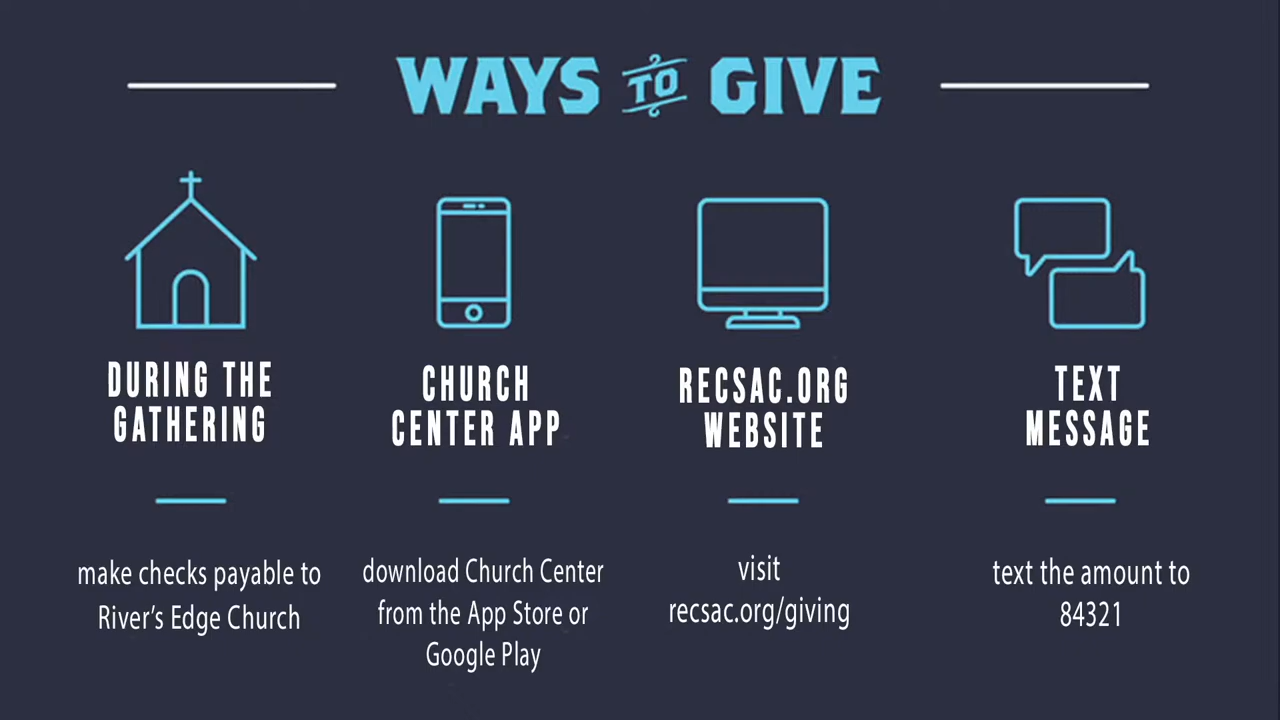 WAYS TO GIVE
DURING THE
GATHERING
make checks payable to
River's Edge Church
CHURCH
CENTER APP
download Church Center
from the App Store or
Google Play
RECSAC.ORG
WEBSITE
visit
recsac.org/giving
TEXT
MESSAGE
text the amount to
84321